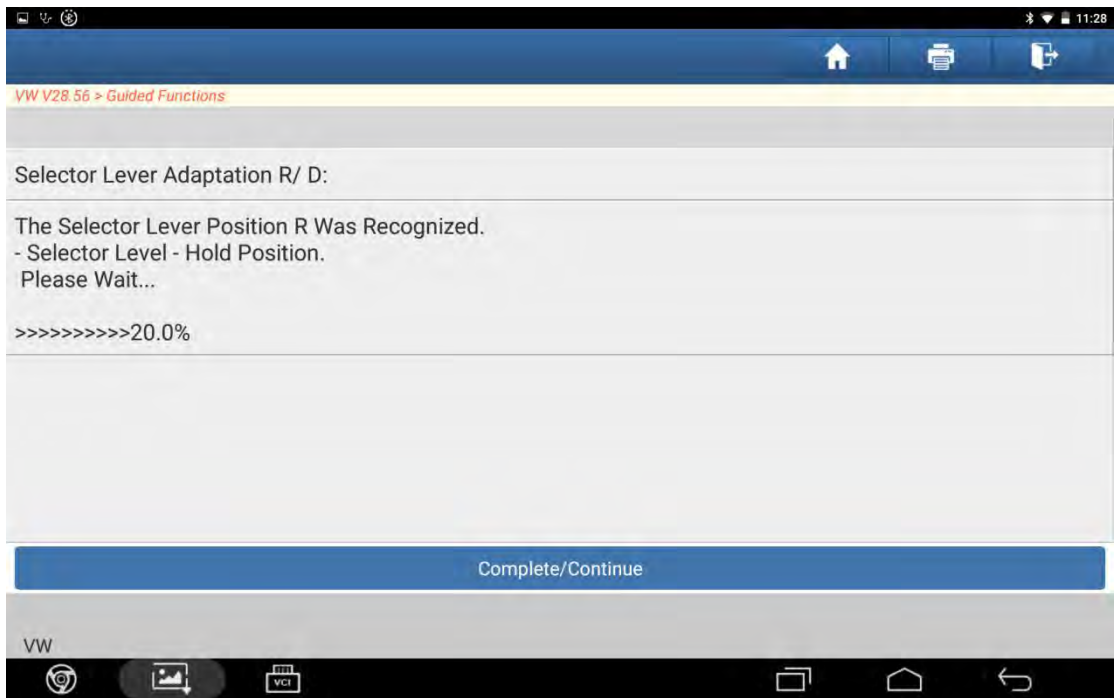 11:28
VW V28.56 > Guided Functions
Selector Lever Adaptation R/ D:
The Selector Lever Position R Was Recognized.
- Selector Level - Hold Position.
Please Wait...
>>>>>>>>>>20.0%
Complete/Continue
VW
VCI